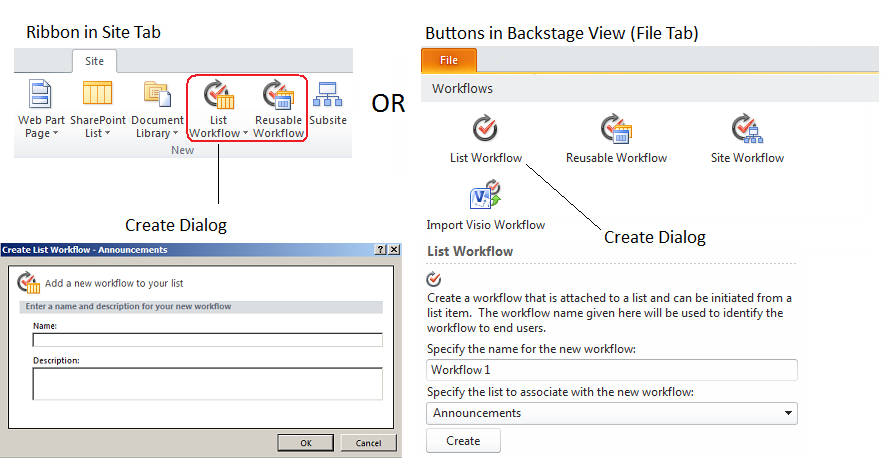 Ribbon in Site Tab
Site
Web Part
Page
SharePoint
List
Document
Library
List
Workflow
Reusable
Workflow
Subsite
New
OR
Create Dialog
Create List Workflow - Announcements
Add a new workflow to your list
Enter a name and description for your new workflow
Name:
Description:
OK
Cancel
Buttons in Backstage View (File Tab)
File
Workflows
List Workflow
Reusable Workflow
Site Workflow
Import Visio Workflow
Create Dialog
List Workflow
Create a workflow that is attached to a list and can be initiated from a
list item. The workflow name given here will be used to identify the
workflow to end users.
Specify the name for the new workflow:
Workflow 1
Specify the list to associate with the new workflow:
Announcements
Create